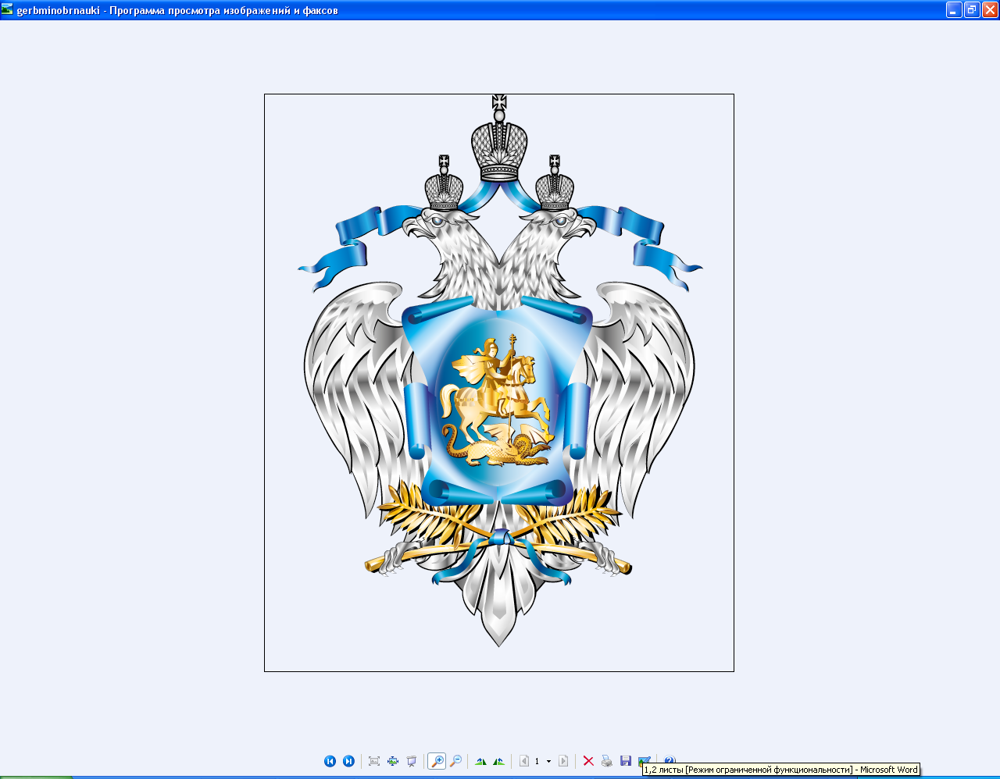 gerbminobrnauki - Программа просмотра изображений и факсов
1
1,2 листы [Режим ограниченной функциональности] - Microsoft Word